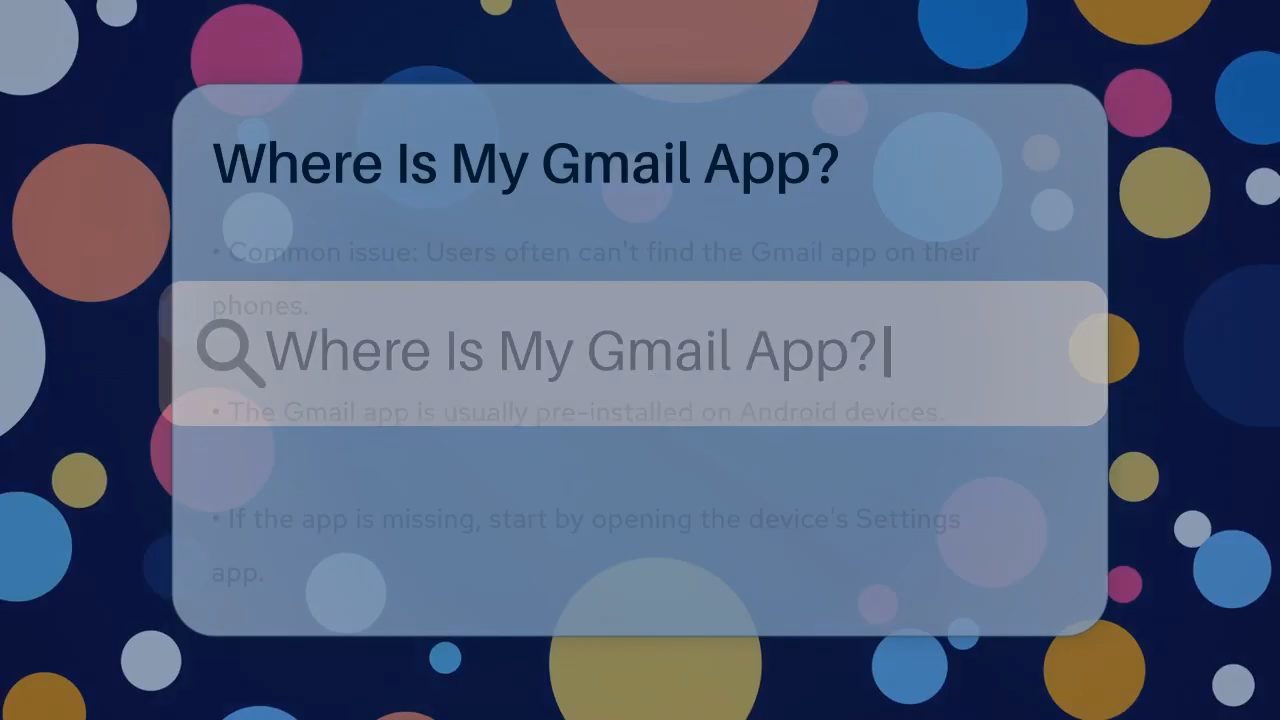 Where Is My Gmail App?
• Common issue: Users often can't find the Gmail app on their
phones.
Where Is My Gmail App?
• The Gmail app is usually pre-installed on Android devices.
• If the app is missing, start by opening the device's Settings
app.